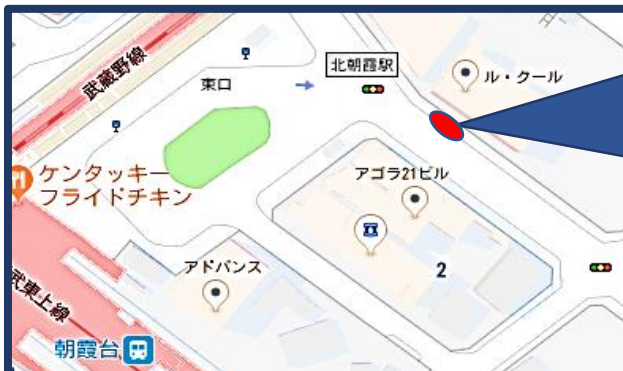 武蔵野線
東口
北朝霞駅
ル・クール
ケンタッキー
フライドチキン
アゴラ21ビル
アドバンス
2
武東上線
朝霞台